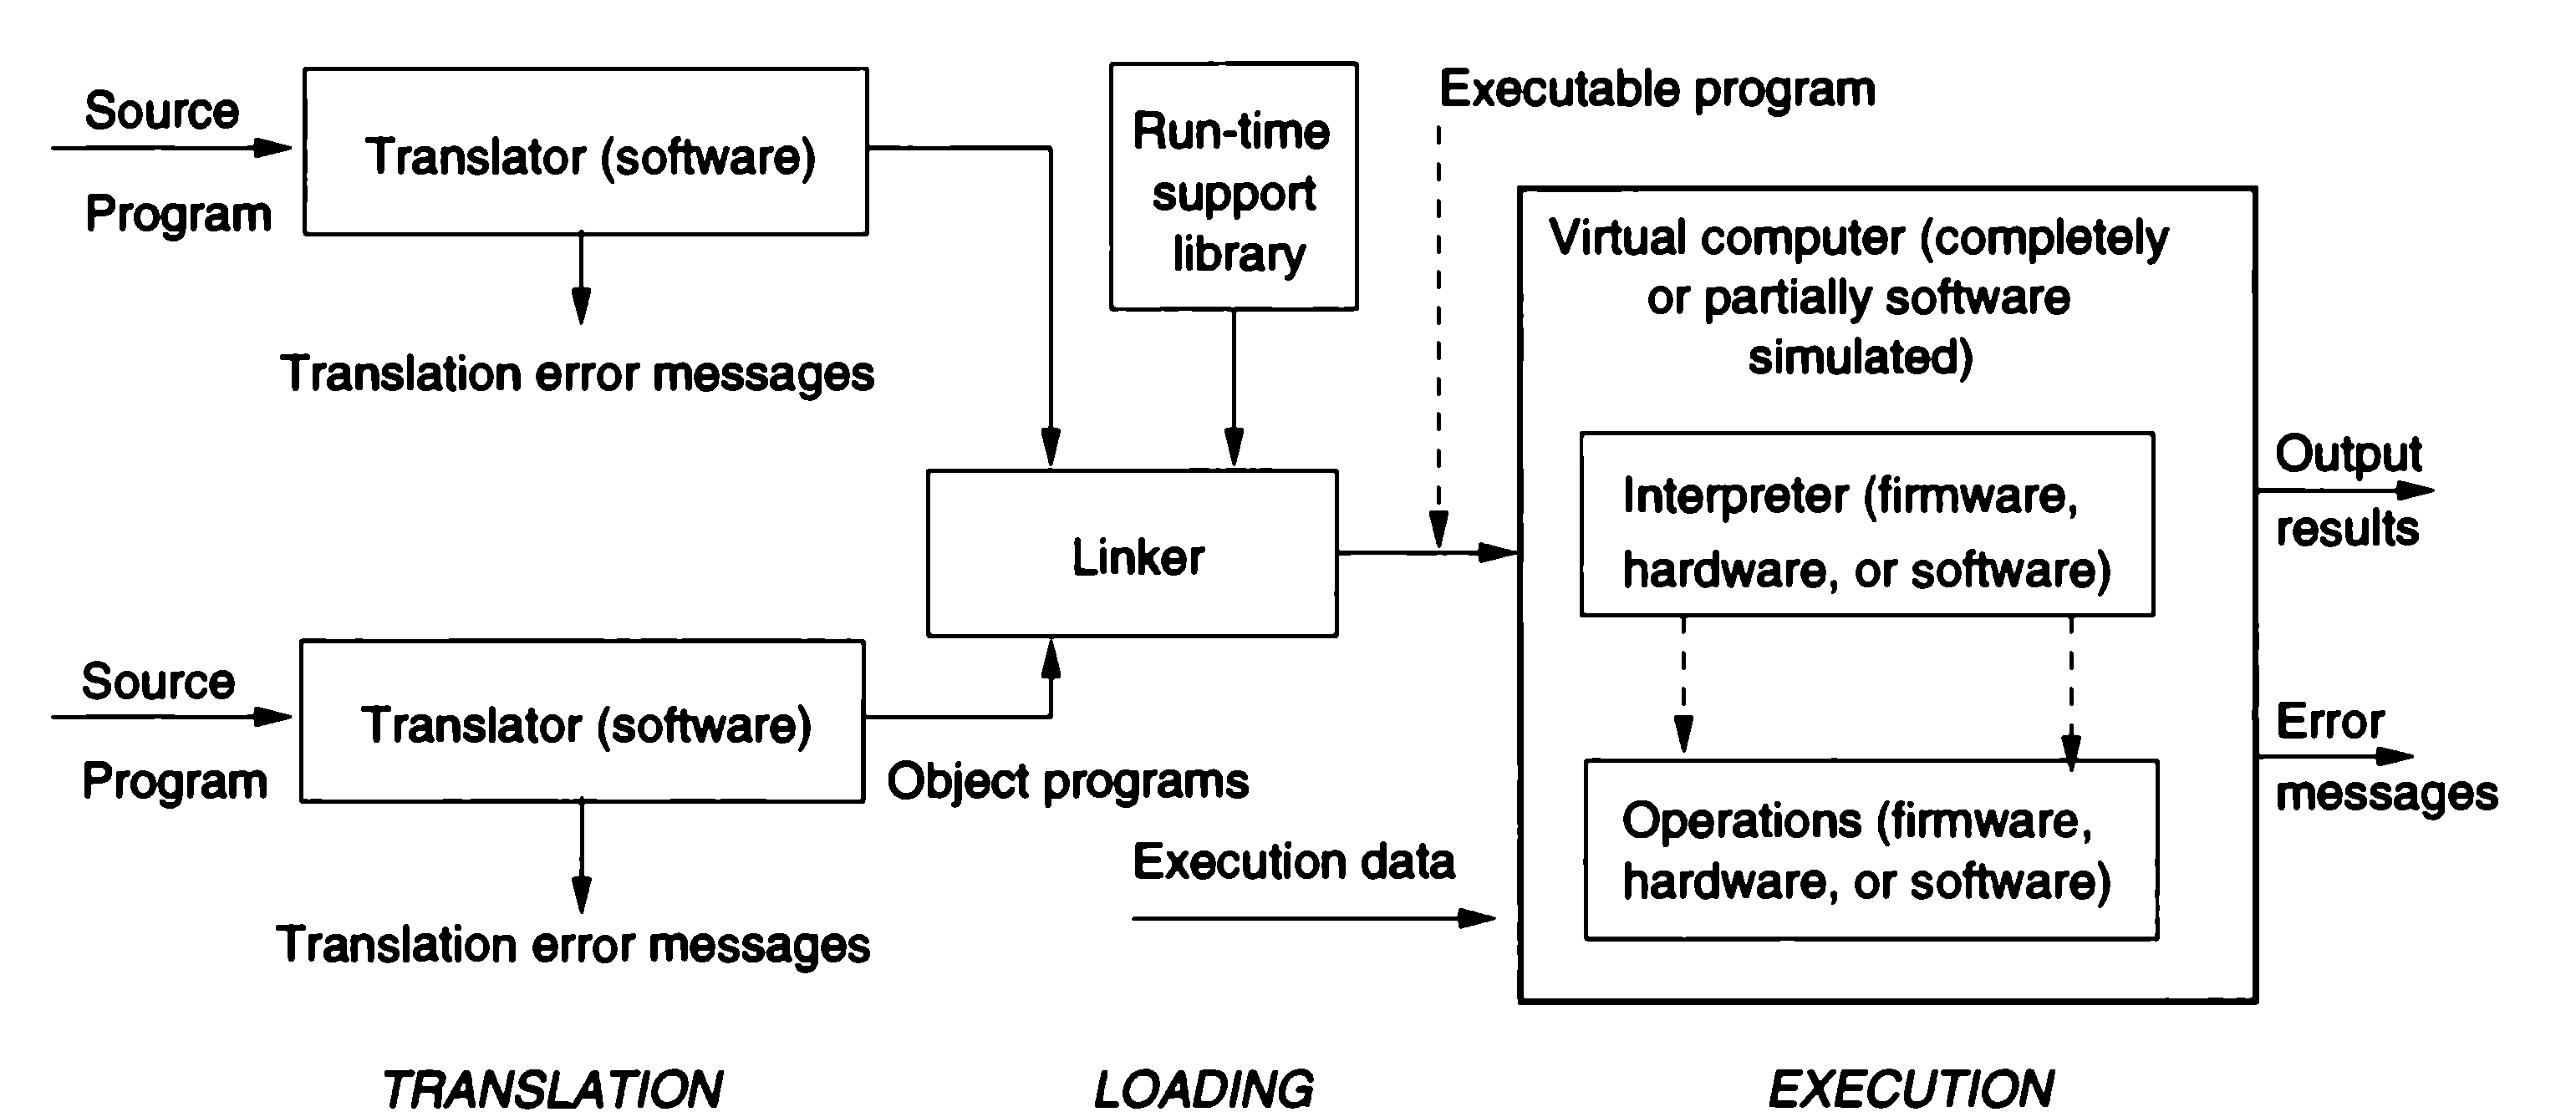 Source
Program
Translator (software)
Translation error messages
Run-time
support
library
Executable program
Linker
Source
Program
Translator (software)
Object programs
Translation error messages
Execution data
Virtual computer (completely
or partially software
simulated)
Interpreter (firmware,
hardware, or software)
Operations (firmware,
hardware, or software)
Output
results
Error
messages
TRANSLATION
LOADING
EXECUTION